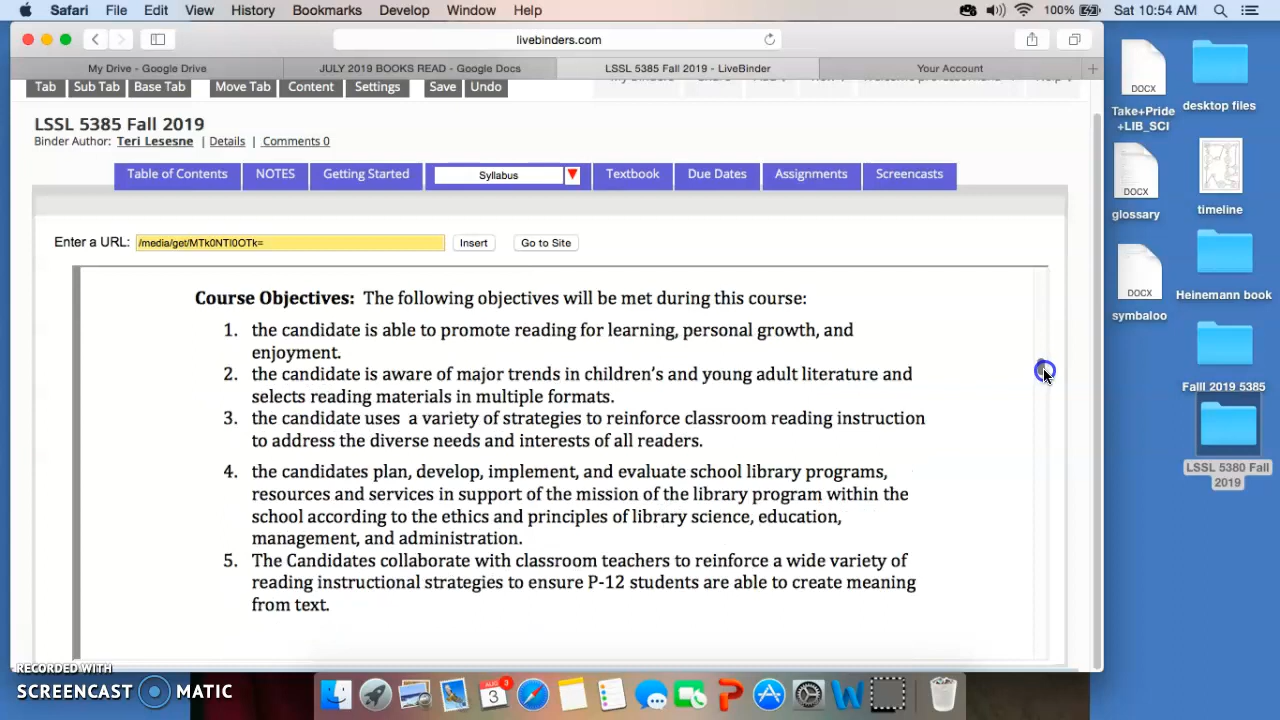 Safari File Edit View History Bookmarks Develop Window Help 100% Sat 10:54 AM
livebinders.com
My Drive - Google Drive JULY 2019 BOOKS READ - Google Docs LSSL 5385 Fall 2019 - LiveBinder Your Account
Tab Sub Tab Base Tab Move Tab Content Settings Save Undo
LSSL 5385 Fall 2019
Binder Author: Teri Lesesne | Details | Comments 0
Table of Contents NOTES Getting Started Syllabus Textbook Due Dates Assignments Screencasts
Enter a URL: /media/get/MTk0NTI0OTk= Insert Go to Site
Course Objectives: The following objectives will be met during this course:
1. the candidate is able to promote reading for learning, personal growth, and
enjoyment.
2. the candidate is aware of major trends in children's and young adult literature and
selects reading materials in multiple formats.
3. the candidate uses a variety of strategies to reinforce classroom reading instruction
to address the diverse needs and interests of all readers.
4. the candidates plan, develop, implement, and evaluate school library programs,
resources and services in support of the mission of the library program within the
school according to the ethics and principles of library science, education,
management, and administration.
5. The Candidates collaborate with classroom teachers to reinforce a wide variety of
reading instructional strategies to ensure P-12 students are able to create meaning
from text.
DOCX
Take+Pride
+LIB_SCI
desktop files
DOCX
glossary
timeline
DOCX
symbaloo
Heinemann book
Falll 2019 5385
LSSL 5380 Fall
2019
RECORDED WITH
SCREENCAST MATIC
AUG
3
3